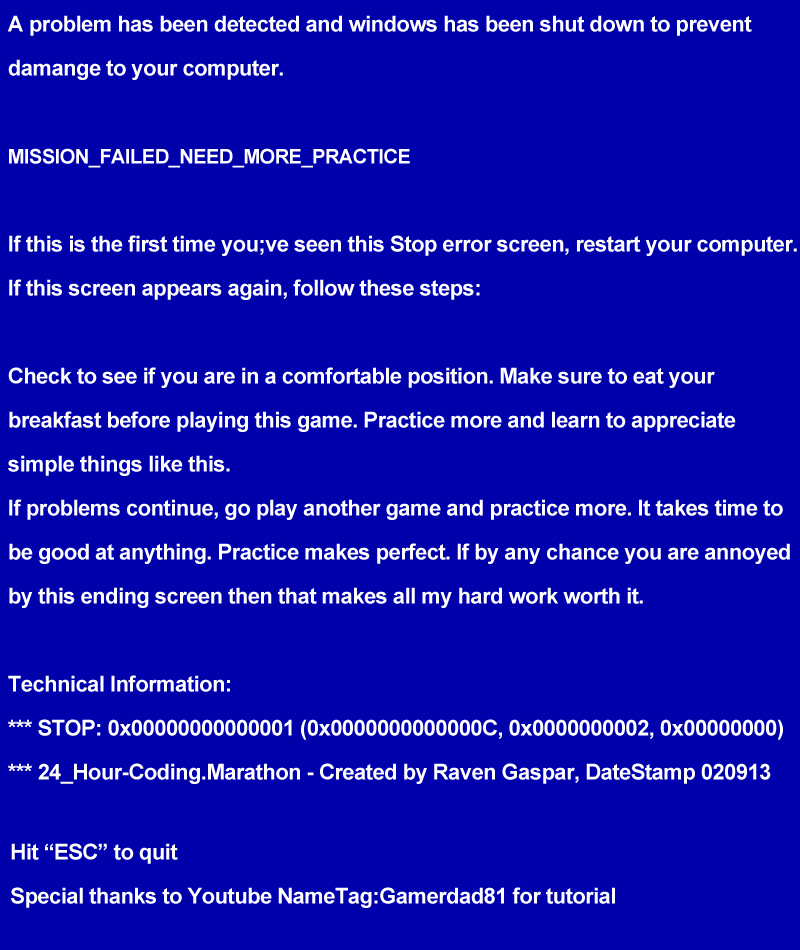 A problem has been detected and windows has been shut down to prevent
damange to your computer.
MISSION_FAILED_NEED_MORE_PRACTICE
If this is the first time you;ve seen this Stop error screen, restart your computer.
If this screen appears again, follow these steps:
Check to see if you are in a comfortable position. Make sure to eat your
breakfast before playing this game. Practice more and learn to appreciate
simple things like this.
If problems continue, go play another game and practice more. It takes time to
be good at anything. Practice makes perfect. If by any chance you are annoyed
by this ending screen then that makes all my hard work worth it.
Technical Information:
*** STOP: 0x00000000000001 (0x0000000000000C, 0x0000000002, 0x00000000)
*** 24_Hour-Coding.Marathon - Created by Raven Gaspar, DateStamp 020913
Hit “ESC” to quit
Special thanks to Youtube NameTag:Gamerdad81 for tutorial